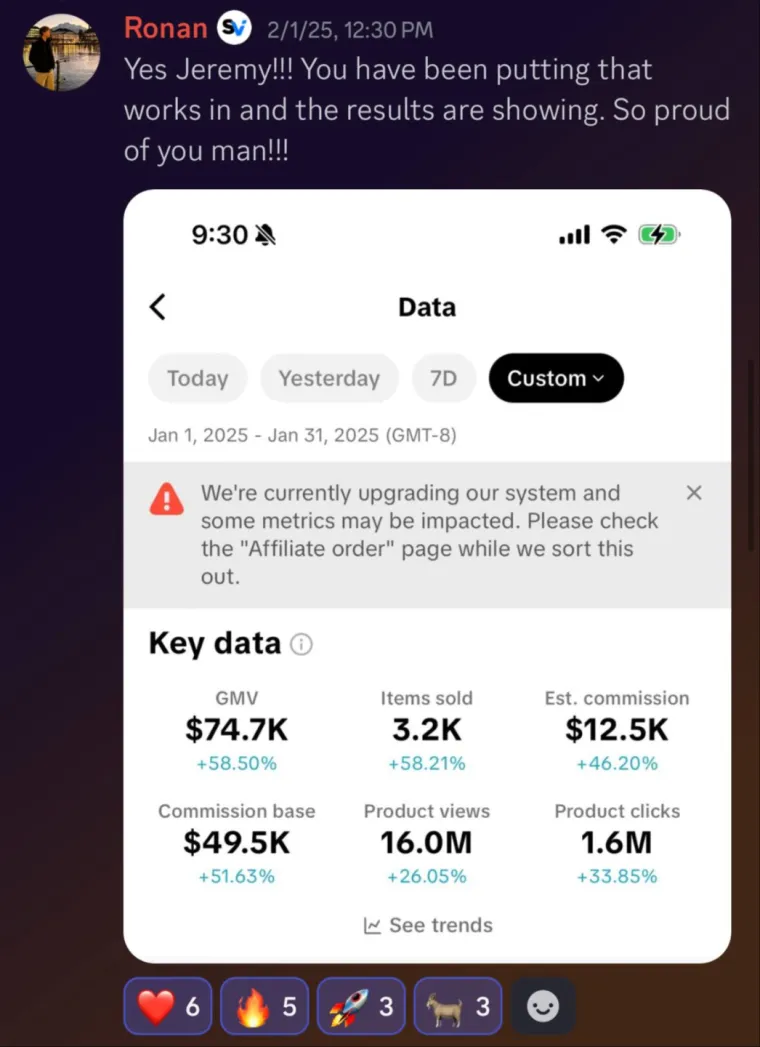 Ronan SV 2/1/25, 12:30 PM
Yes Jeremy!!! You have been putting that
works in and the results are showing. So proud
of you man!!!
9:30
Data
Today Yesterday 7D Custom
Jan 1, 2025 - Jan 31, 2025 (GMT-8)
We're currently upgrading our system and
some metrics may be impacted. Please check
the "Affiliate order" page while we sort this
out.
Key data
GMV Items sold Est. commission
$74.7K 3.2K $12.5K
+58.50% +58.21% +46.20%
Commission base Product views Product clicks
$49.5K 16.0M 1.6M
+51.63% +26.05% +33.85%
See trends
6 5 3 3